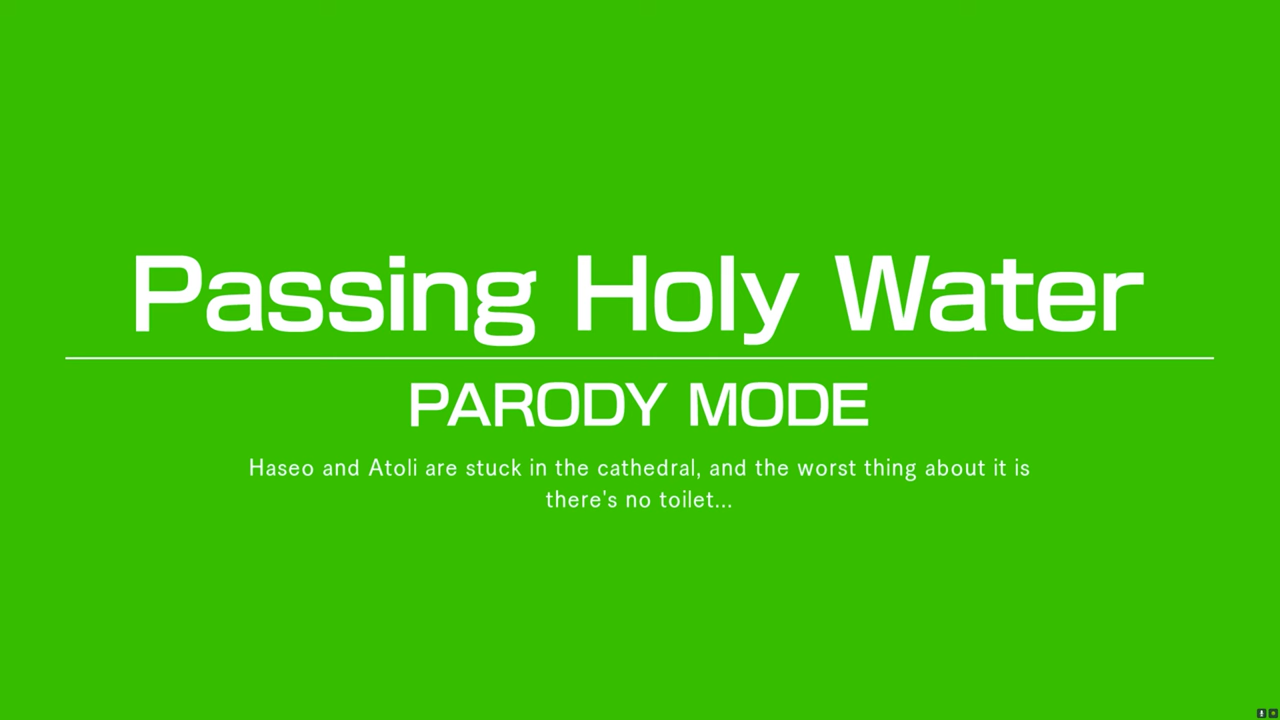 Passing Holy Water
PARODY MODE
Haseo and Atoli are stuck in the cathedral, and the worst thing about it is
there's no toilet...